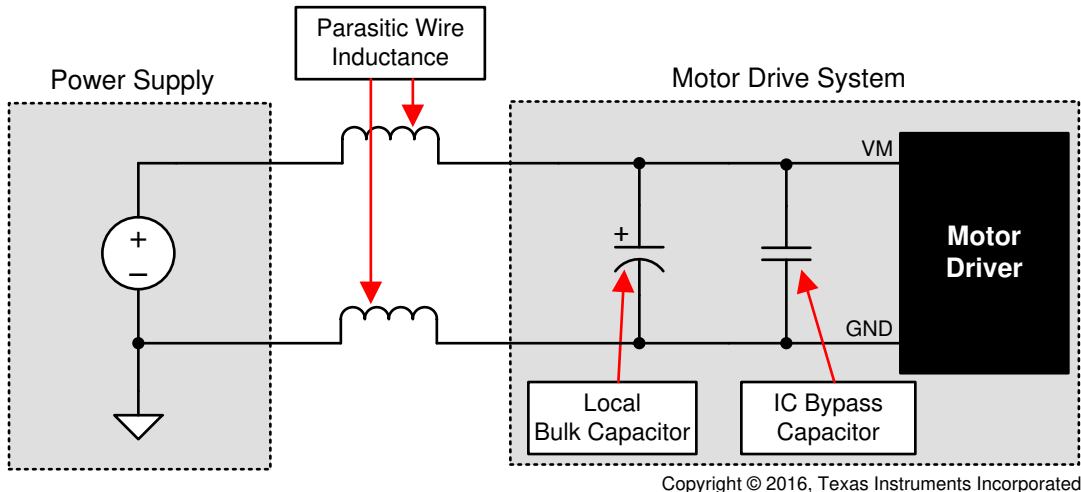 Parasitic Wire
Inductance
Power Supply
Motor Drive System
VM
+
–
+
Motor
Driver
GND
Local
Bulk Capacitor
IC Bypass
Capacitor
Copyright © 2016, Texas Instruments Incorporated